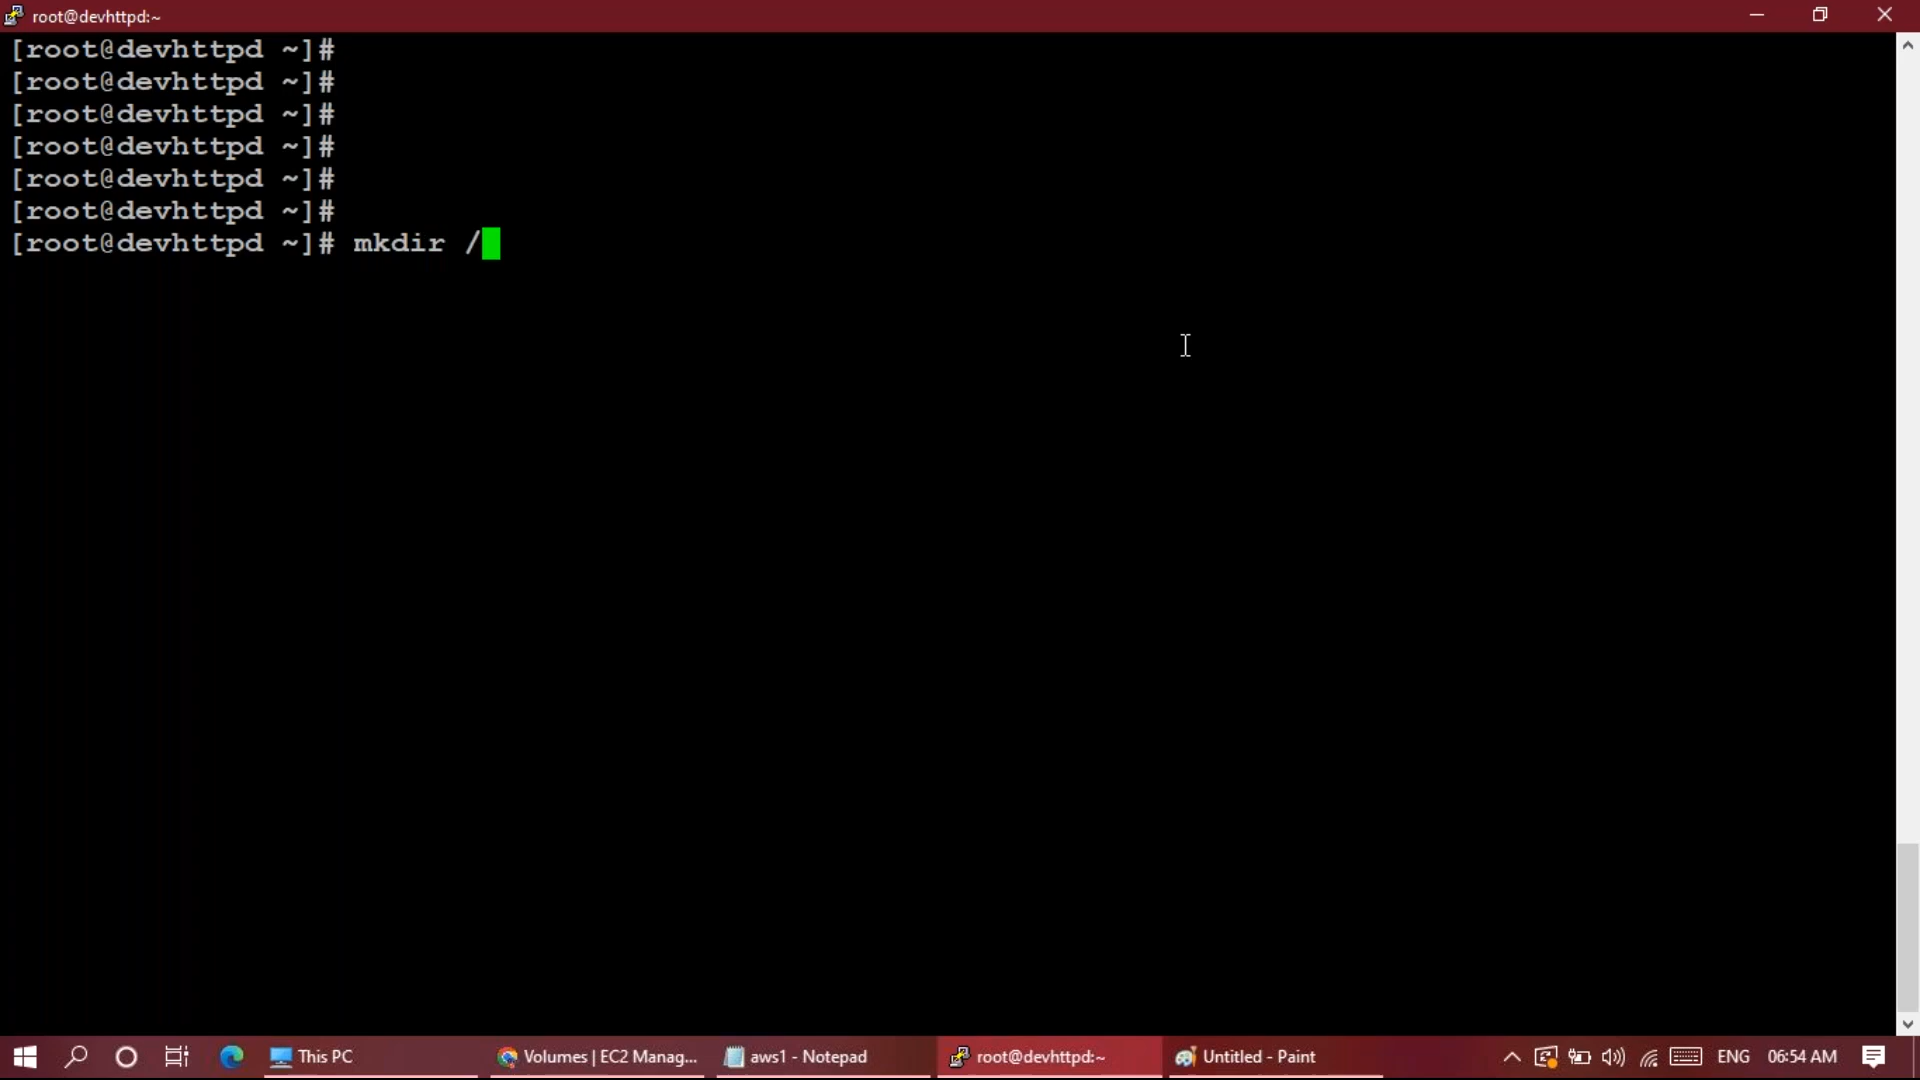 root@devhttpd:~
[root@devhttpd ~]#
[root@devhttpd ~]#
[root@devhttpd ~]#
[root@devhttpd ~]#
[root@devhttpd ~]#
[root@devhttpd ~]#
[root@devhttpd ~]# mkdir /
This PC
Volumes | EC2 Manag...
aws1 - Notepad
root@devhttpd:~
Untitled - Paint
ENG
06:54 AM